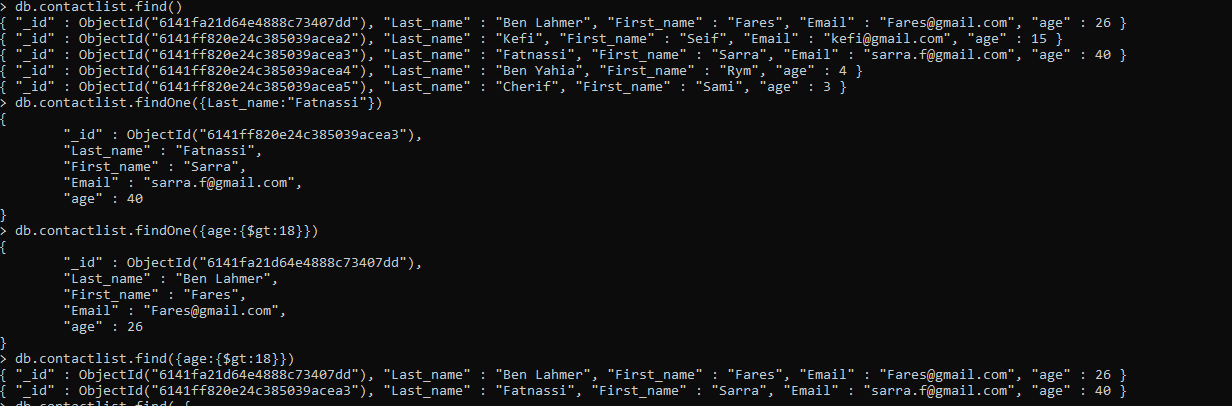 > db.contactlist.find()
{ "_id" : ObjectId("6141fa21d64e4888c73407dd"), "Last_name" : "Ben Lahmer", "First_name" : "Fares", "Email" : "Fares@gmail.com", "age" : 26 }
{ "_id" : ObjectId("6141ff820e24c385039acea2"), "Last_name" : "Kefi", "First_name" : "Seif", "Email" : "kefi@gmail.com", "age" : 15 }
{ "_id" : ObjectId("6141ff820e24c385039acea3"), "Last_name" : "Fatnassi", "First_name" : "Sarra", "Email" : "sarra.f@gmail.com", "age" : 40 }
{ "_id" : ObjectId("6141ff820e24c385039acea4"), "Last_name" : "Ben Yahia", "First_name" : "Rym", "age" : 4 }
{ "_id" : ObjectId("6141ff820e24c385039acea5"), "Last_name" : "Cherif", "First_name" : "Sami", "age" : 3 }
> db.contactlist.findOne({Last_name:"Fatnassi"})
{
        "_id" : ObjectId("6141ff820e24c385039acea3"),
        "Last_name" : "Fatnassi",
        "First_name" : "Sarra",
        "Email" : "sarra.f@gmail.com",
        "age" : 40
}
> db.contactlist.findOne({age:{$gt:18}})
{
        "_id" : ObjectId("6141fa21d64e4888c73407dd"),
        "Last_name" : "Ben Lahmer",
        "First_name" : "Fares",
        "Email" : "Fares@gmail.com",
        "age" : 26
}
> db.contactlist.find({age:{$gt:18}})
{ "_id" : ObjectId("6141fa21d64e4888c73407dd"), "Last_name" : "Ben Lahmer", "First_name" : "Fares", "Email" : "Fares@gmail.com", "age" : 26 }
{ "_id" : ObjectId("6141ff820e24c385039acea3"), "Last_name" : "Fatnassi", "First_name" : "Sarra", "Email" : "sarra.f@gmail.com", "age" : 40 }
> db.contactlist.find( {